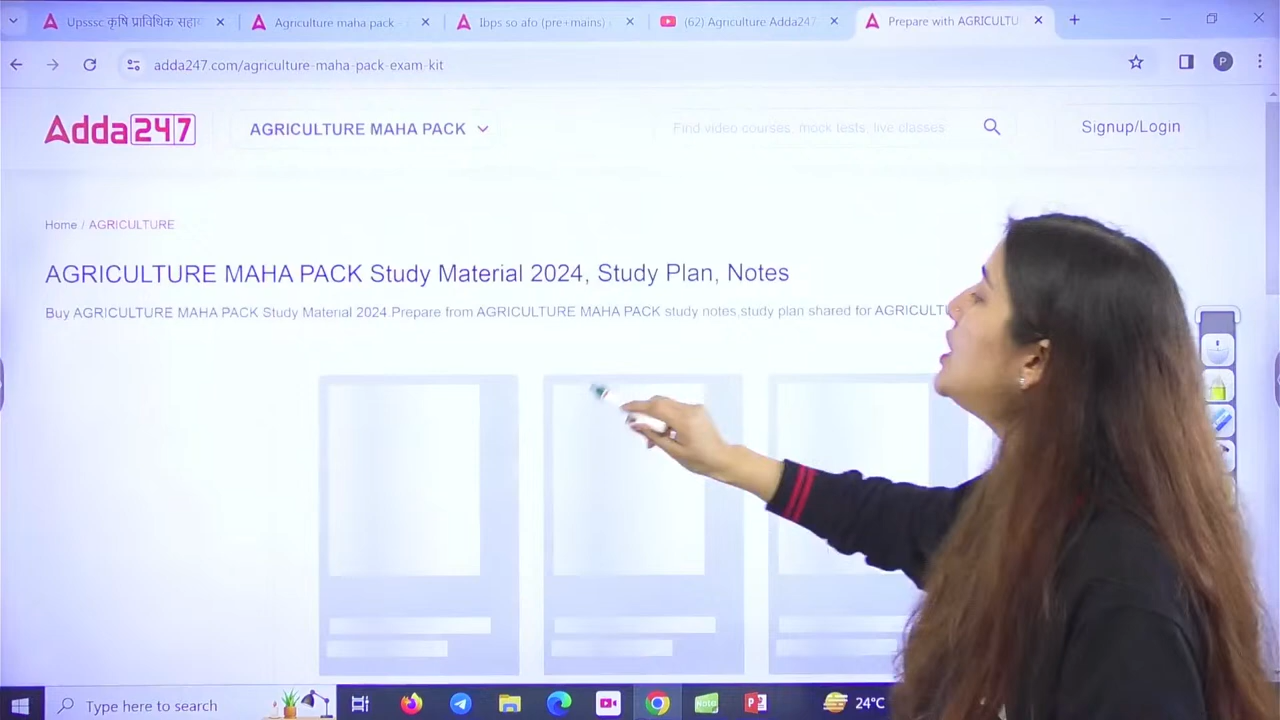 Upsssc कृषि प्राविधिक सहाय
Agriculture maha pack -
Ibps so afo (pre+mains)
(62) Agriculture Adda247
Prepare with AGRICULTU
adda247.com/agriculture-maha-pack-exam-kit
P
Adda247
AGRICULTURE MAHA PACK
Find video courses, mock tests, live classes
Signup/Login
Home / AGRICULTURE
AGRICULTURE MAHA PACK Study Material 2024, Study Plan, Notes
Buy AGRICULTURE MAHA PACK Study Material 2024.Prepare from AGRICULTURE MAHA PACK study notes,study plan shared for AGRICULTU
Type here to search
24°C